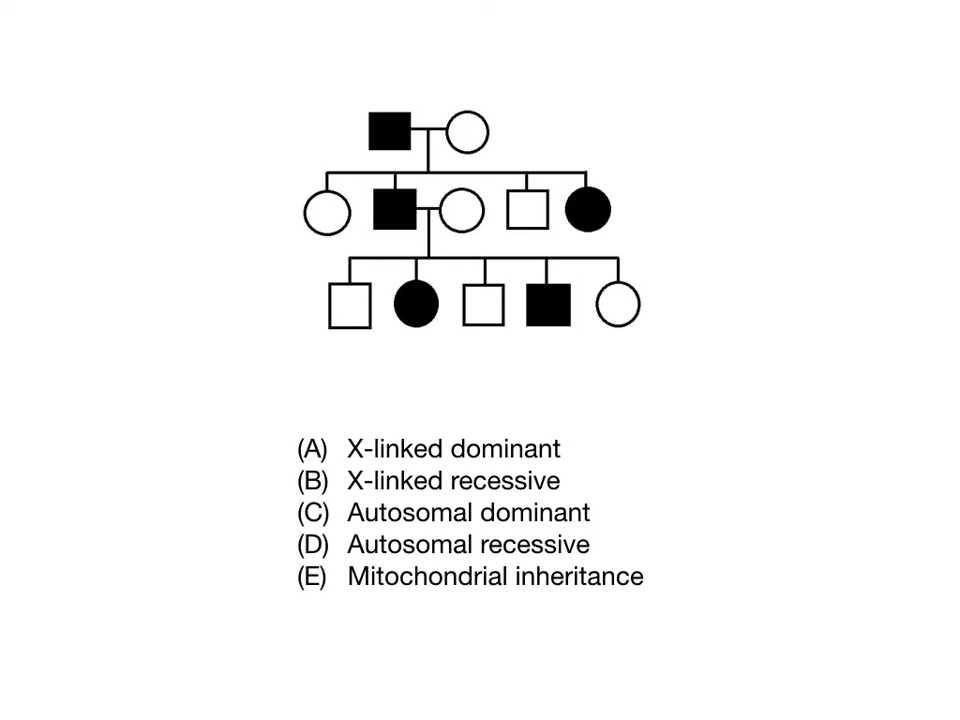 (A) X-linked dominant
(B) X-linked recessive
(C) Autosomal dominant
(D) Autosomal recessive
(E) Mitochondrial inheritance